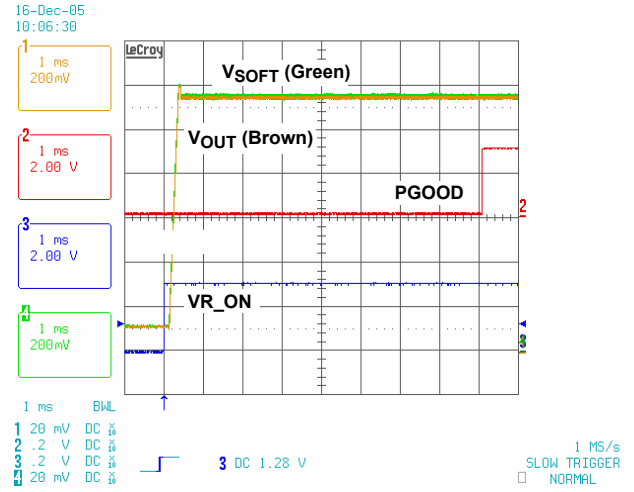 16-Dec-05
10:06:30
1
1 ms
200mV
2
1 ms
2.00 V
3
1 ms
2.00 V
4
1 ms
200mV
LeCroy
VSOFT (Green)
VOUT (Brown)
PGOOD
2
VR_ON
1 ms BWL
1 20 mV DC
2 .2 V DC
3 .2 V DC
4 20 mV DC
3 DC 1.28 V
1 MS/s
SLOW TRIGGER
NORMAL